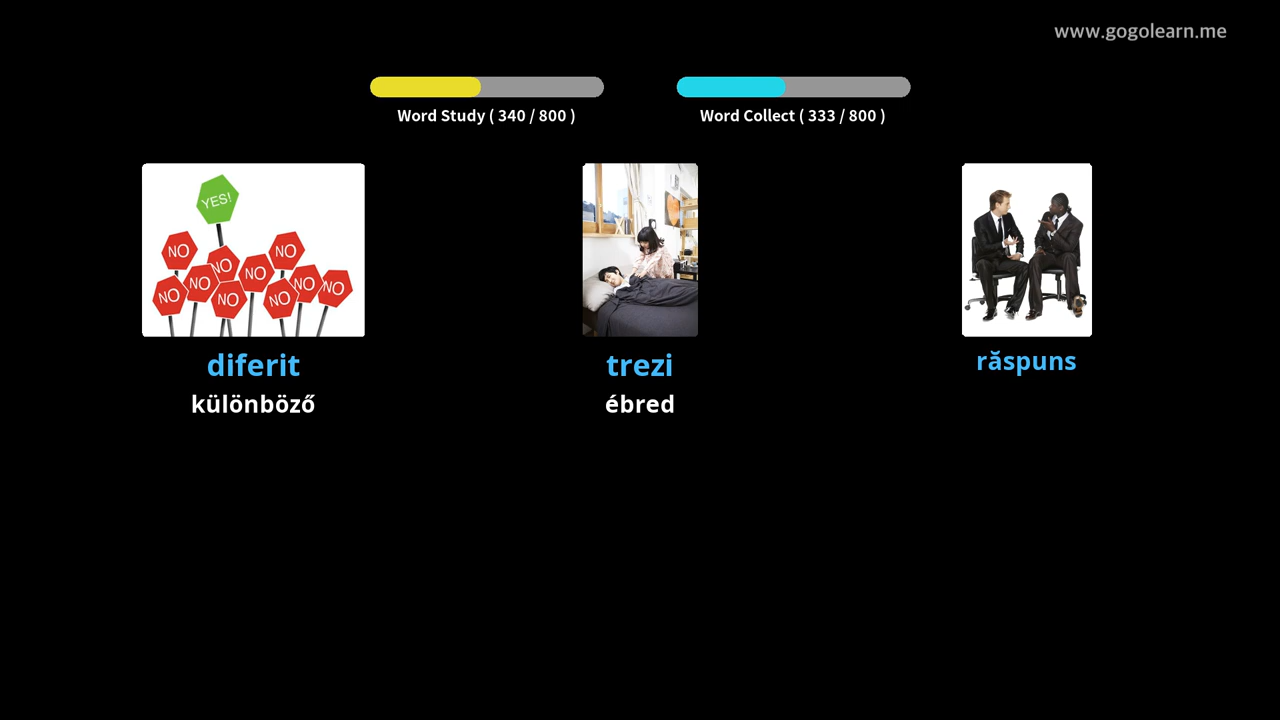 www.gogolearn.me
Word Study ( 340 / 800 )
Word Collect ( 333 / 800 )
YES!
NO
NO
NO
NO
NO
NO
NO
NO
NO
NO
diferit
trezi
răspuns
különböző
ébred